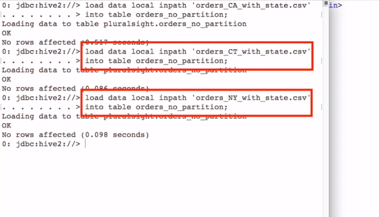 0: jdbc:hive2://> load data local inpath 'orders_CA_with_state.csv'
. . . . . . . . > into table orders_no_partition;
Loading data to table pluralsight.orders_no_partition
OK
No rows affected (0.517 seconds)
0: jdbc:hive2://> load data local inpath 'orders_CT_with_state.csv'
. . . . . . . . > into table orders_no_partition;
Loading data to table pluralsight.orders_no_partition
OK
No rows affected (0.086 seconds)
0: jdbc:hive2://> load data local inpath 'orders_NY_with_state.csv'
. . . . . . . . > into table orders_no_partition;
Loading data to table pluralsight.orders_no_partition
OK
No rows affected (0.098 seconds)
0: jdbc:hive2://>
in>